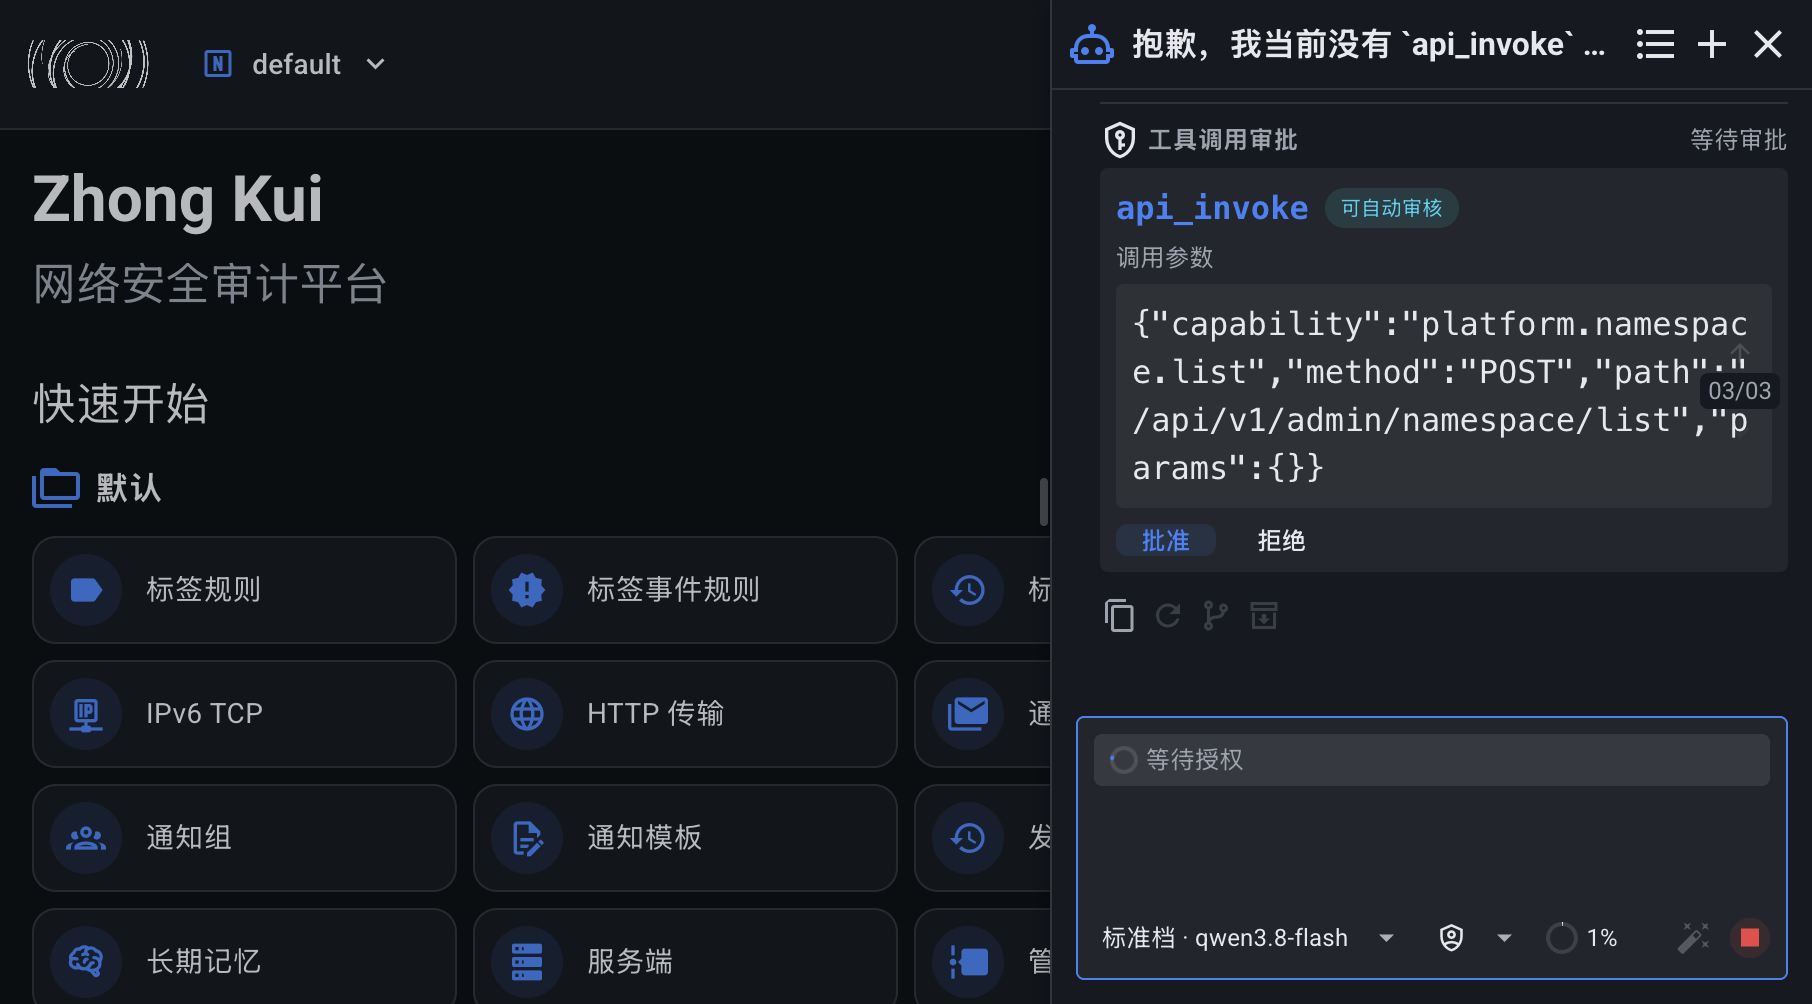 N default
Zhong Kui
网络安全审计平台
快速开始
默认
标签规则
标签事件规则
标
IP
IPv6 TCP
HTTP 传输
通
通知组
通知模板
发
长期记忆
服务端
管
抱歉，我当前没有 `api_invoke` ...
工具调用审批
等待审批
api_invoke
可自动审核
调用参数
{"capability":"platform.namespac
e.list","method":"POST","path":"
03/03
/api/v1/admin/namespace/list","p
arams":{}}
批准
拒绝
等待授权
标准档 · qwen3.8-flash
1%